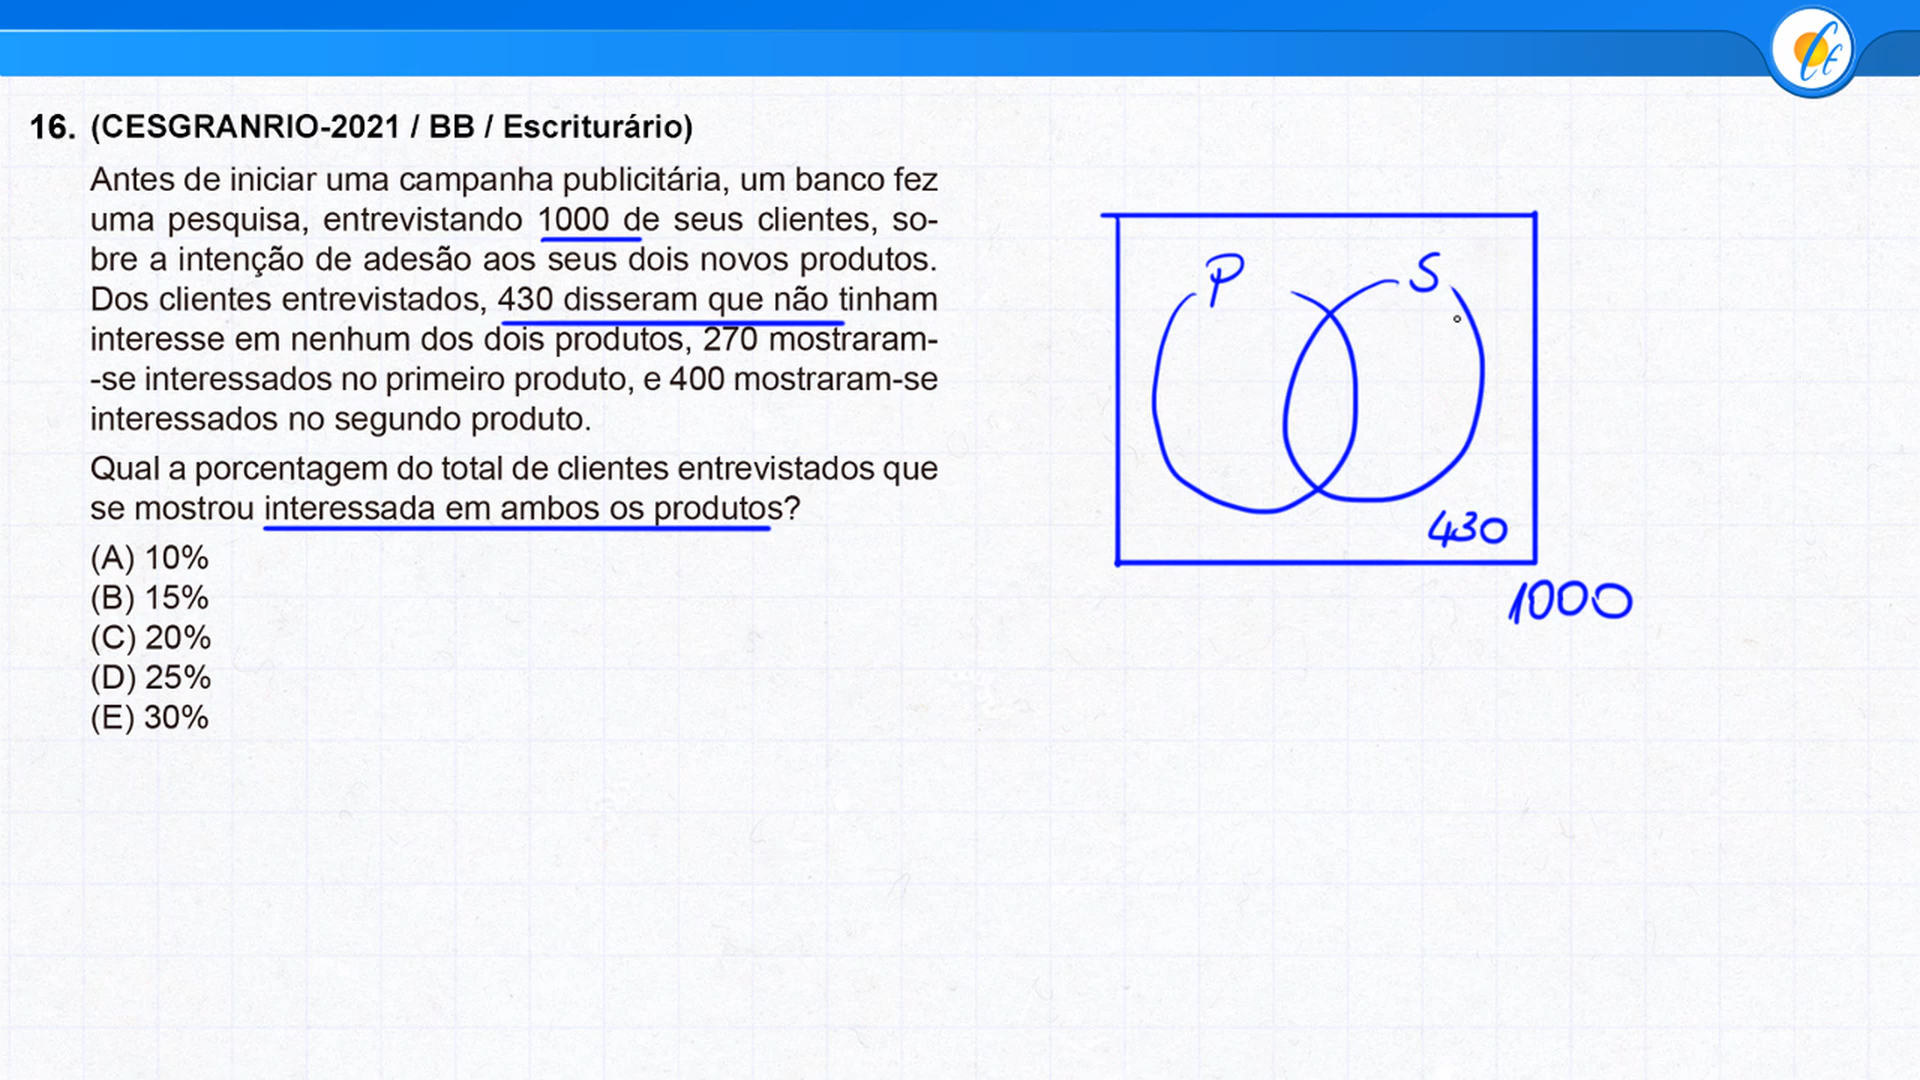 16. (CESGRANRIO-2021 / BB / Escriturário)
Antes de iniciar uma campanha publicitária, um banco fez
uma pesquisa, entrevistando 1000 de seus clientes, so-
bre a intenção de adesão aos seus dois novos produtos.
Dos clientes entrevistados, 430 disseram que não tinham
interesse em nenhum dos dois produtos, 270 mostraram-
-se interessados no primeiro produto, e 400 mostraram-se
interessados no segundo produto.
Qual a porcentagem do total de clientes entrevistados que
se mostrou interessada em ambos os produtos?
(A) 10%
(B) 15%
(C) 20%
(D) 25%
(E) 30%
P
S
430
1000
CE